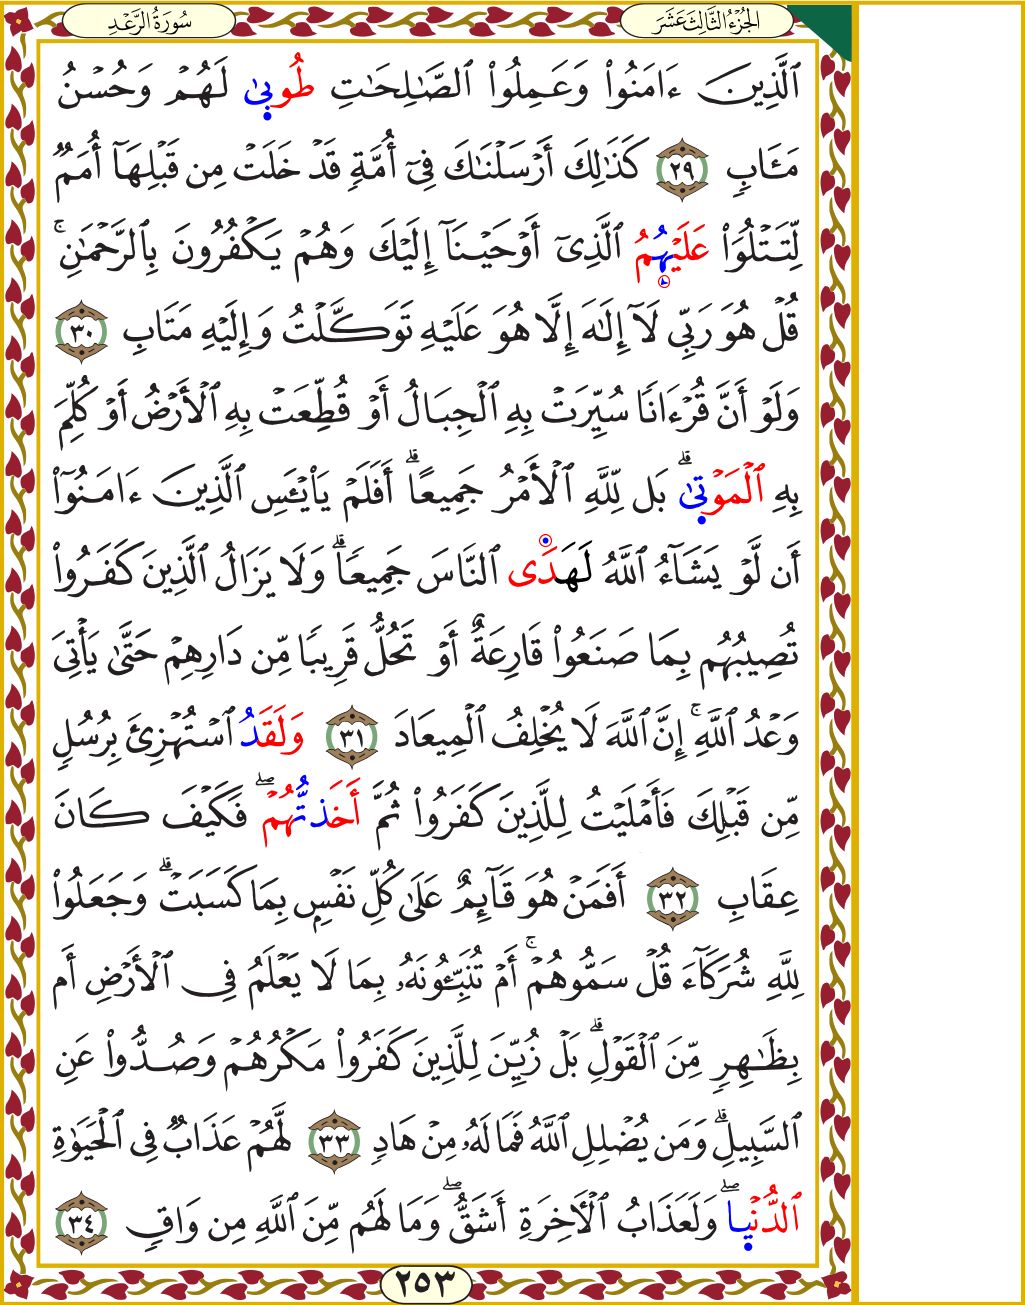 الجُزْءُ الثَّالِثَ عَشَرَ
سُورَةُ الرَّعْدِ
ٱلَّذِينَ ءَامَنُوا۟ وَعَمِلُوا۟ ٱلصَّٰلِحَٰتِ طُوبَىٰ لَهُمْ وَحُسْنُ
مَـَٔابٍ ٢٩ كَذَٰلِكَ أَرْسَلْنَٰكَ فِىٓ أُمَّةٍ قَدْ خَلَتْ مِن قَبْلِهَآ أُمَمٌ
لِّتَتْلُوَا۟ عَلَيْهُمُ ٱلَّذِىٓ أَوْحَيْنَآ إِلَيْكَ وَهُمْ يَكْفُرُونَ بِٱلرَّحْمَٰنِ ۚ
قُلْ هُوَ رَبِّى لَآ إِلَٰهَ إِلَّا هُوَ عَلَيْهِ تَوَكَّلْتُ وَإِلَيْهِ مَتَابِ ٣٠
وَلَوْ أَنَّ قُرْءَانًا سُيِّرَتْ بِهِ ٱلْجِبَالُ أَوْ قُطِّعَتْ بِهِ ٱلْأَرْضُ أَوْ كُلِّمَ
بِهِ ٱلْمَوْتَىٰ ۗ بَل لِّلَّهِ ٱلْأَمْرُ جَمِيعًا ۗ أَفَلَمْ يَا۟يْـَٔسِ ٱلَّذِينَ ءَامَنُوٓا۟
أَن لَّوْ يَشَآءُ ٱللَّهُ لَهَدَى ٱلنَّاسَ جَمِيعًا ۗ وَلَا يَزَالُ ٱلَّذِينَ كَفَرُوا۟
تُصِيبُهُم بِمَا صَنَعُوا۟ قَارِعَةٌ أَوْ تَحُلُّ قَرِيبًا مِّن دَارِهِمْ حَتَّىٰ يَأْتِىَ
وَعْدُ ٱللَّهِ ۚ إِنَّ ٱللَّهَ لَا يُخْلِفُ ٱلْمِيعَادَ ٣١ وَلَقَدُ ٱسْتُهْزِئَ بِرُسُلٍ
مِّن قَبْلِكَ فَأَمْلَيْتُ لِلَّذِينَ كَفَرُوا۟ ثُمَّ أَخَذتُّهُمْ ۖ فَكَيْفَ كَانَ
عِقَابِ ٣٢ أَفَمَنْ هُوَ قَآئِمٌ عَلَىٰ كُلِّ نَفْسٍۭ بِمَا كَسَبَتْ ۗ وَجَعَلُوا۟
لِلَّهِ شُرَكَآءَ قُلْ سَمُّوهُمْ ۚ أَمْ تُنَبِّـُٔونَهُۥ بِمَا لَا يَعْلَمُ فِى ٱلْأَرْضِ أَم
بِظَٰهِرٍ مِّنَ ٱلْقَوْلِ ۗ بَلْ زُيِّنَ لِلَّذِينَ كَفَرُوا۟ مَكْرُهُمْ وَصُدُّوا۟ عَنِ
ٱلسَّبِيلِ ۗ وَمَن يُضْلِلِ ٱللَّهُ فَمَا لَهُۥ مِنْ هَادٍ ٣٣ لَّهُمْ عَذَابٌ فِى ٱلْحَيَوٰةِ
ٱلدُّنْيَا ۖ وَلَعَذَابُ ٱلْأَخِرَةِ أَشَقُّ ۖ وَمَا لَهُم مِّنَ ٱللَّهِ مِن وَاقٍ ٣٤
٢٥٣